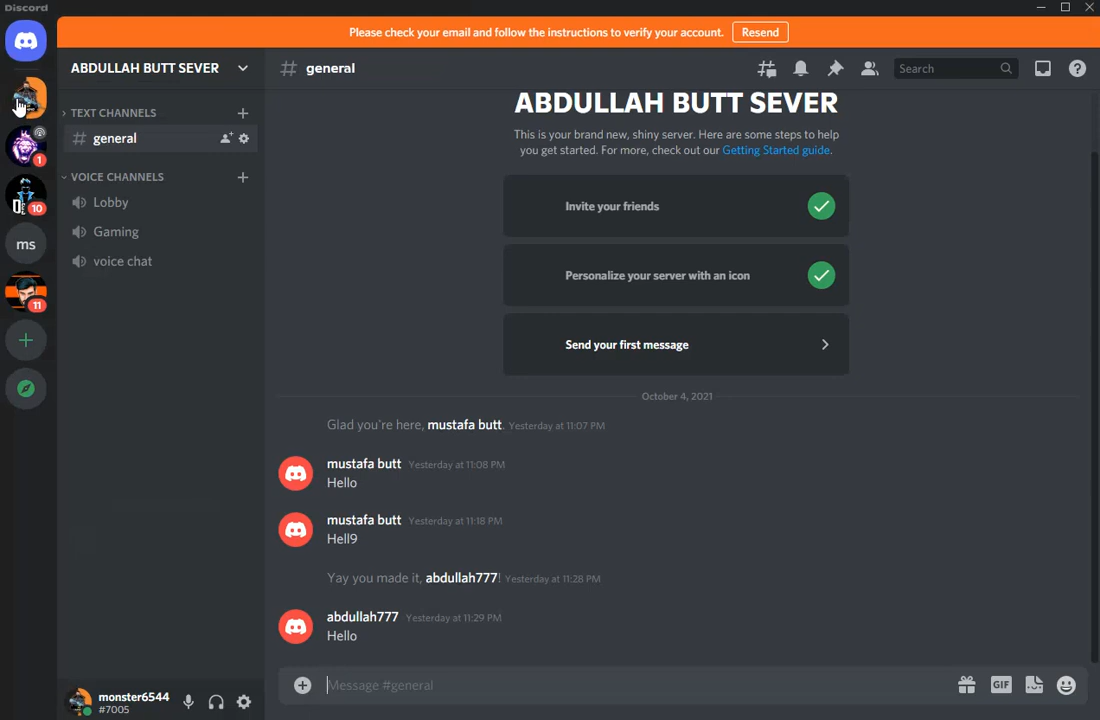 Discord
Please check your email and follow the instructions to verify your account. Resend
ABDULLAH BUTT SEVER
# general
Search
TEXT CHANNELS
general
VOICE CHANNELS
Lobby
Gaming
voice chat
1
10
ms
11
ABDULLAH BUTT SEVER
This is your brand new, shiny server. Here are some steps to help
you get started. For more, check out our Getting Started guide.
Invite your friends
Personalize your server with an icon
Send your first message
October 4, 2021
Glad you're here, mustafa butt. Yesterday at 11:07 PM
mustafa butt Yesterday at 11:08 PM
Hello
mustafa butt Yesterday at 11:18 PM
Hell9
Yay you made it, abdullah777! Yesterday at 11:28 PM
abdullah777 Yesterday at 11:29 PM
Hello
Message #general
GIF
monster6544
#7005